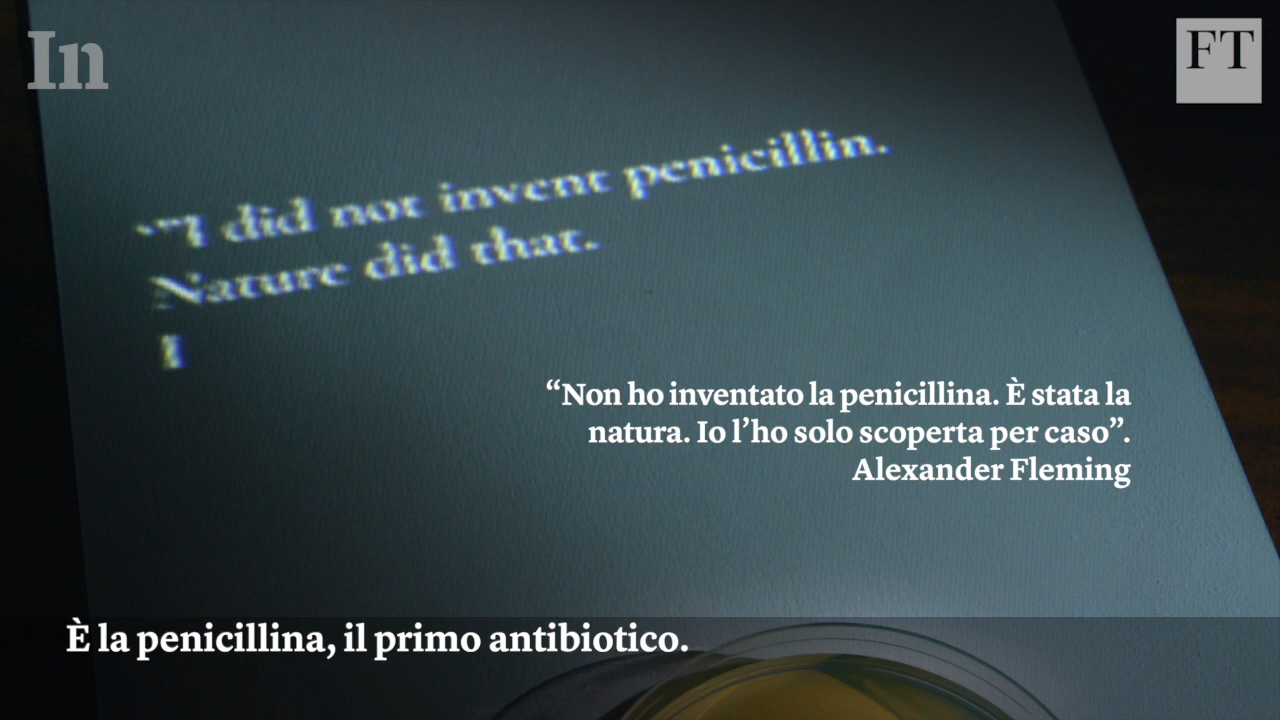 In
FT
“I did not invent penicillin.
Nature did that.
I
“Non ho inventato la penicillina. È stata la
natura. Io l’ho solo scoperta per caso”.
Alexander Fleming
È la penicillina, il primo antibiotico.